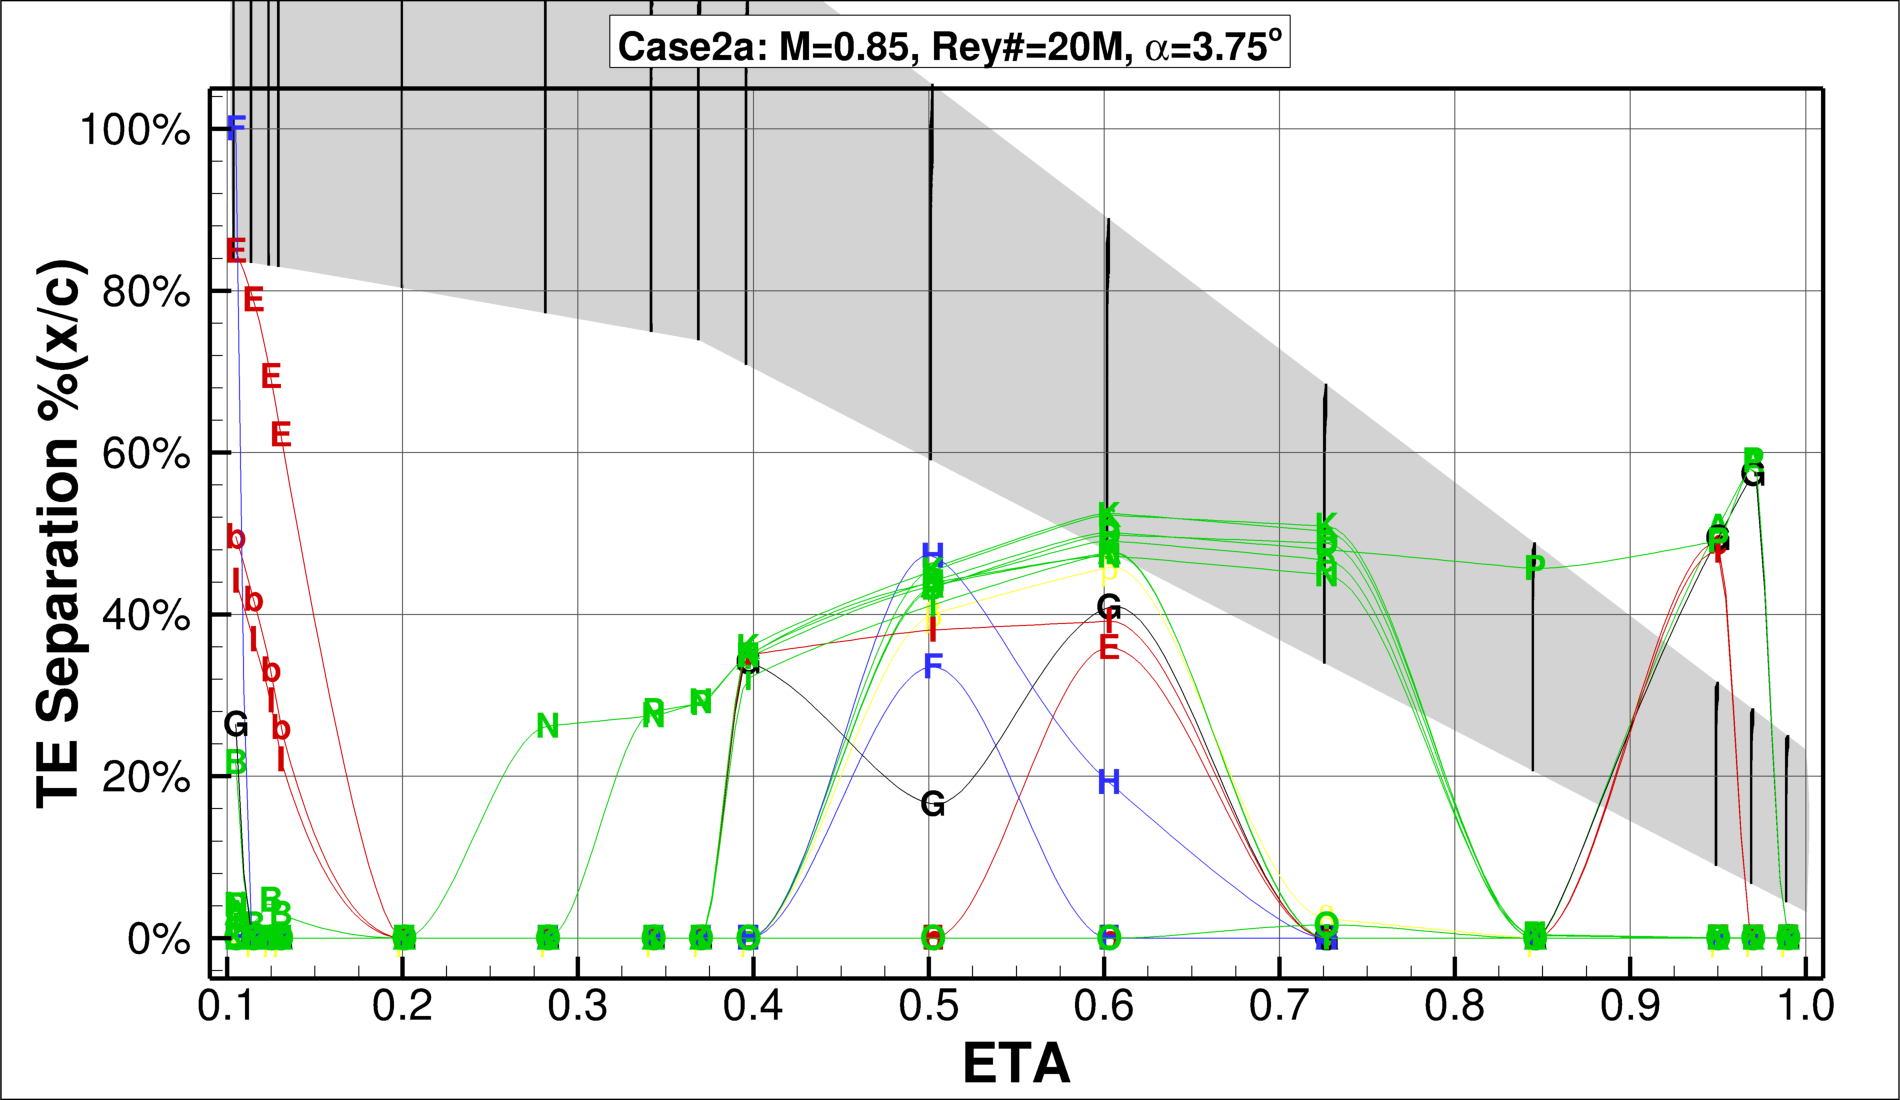 Case2a: M=0.85, Rey#=20M, α=3.75º
TE Separation %(x/c)
100%
80%
60%
40%
20%
0%
0.1 0.2 0.3 0.4 0.5 0.6 0.7 0.8 0.9 1.0
ETA
F
E
E
E
E
b
I
b
I
b
I
b
I
G
B
B
B
N
N
N
K
H
F
I
G
K
G
I
E
H
K
N
O
P
A
G
P
G